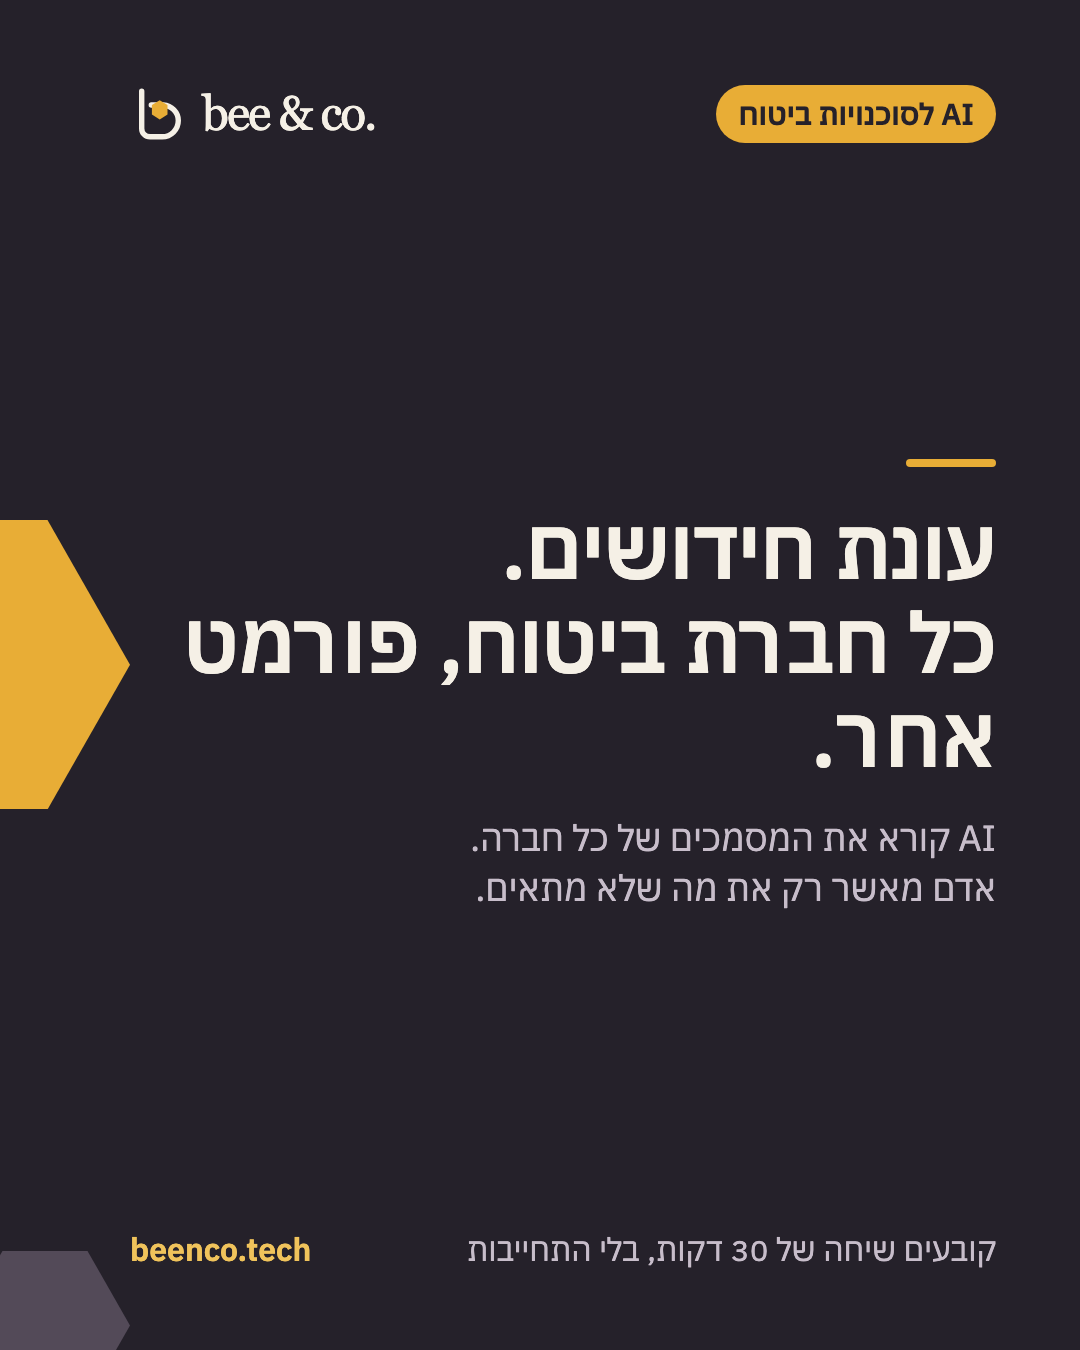 AI לסוכנויות ביטוח
bee & co.
עונת חידושים.
כל חברת ביטוח, פורמט
אחר.
AI קורא את המסמכים של כל חברה.
אדם מאשר רק את מה שלא מתאים.
קובעים שיחה של 30 דקות, בלי התחייבות
beenco.tech